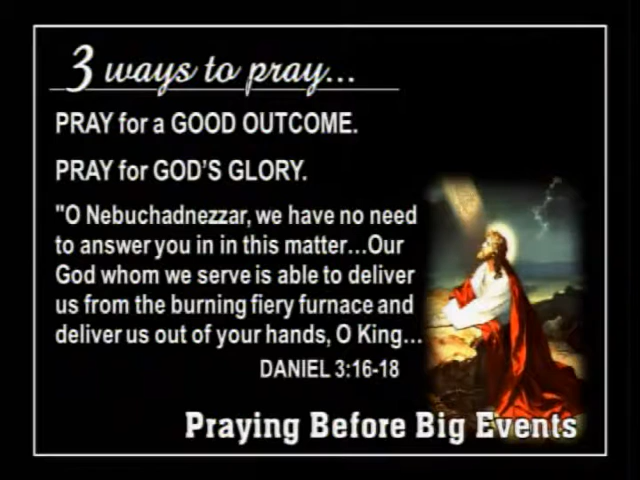 3 ways to pray...
PRAY for a GOOD OUTCOME.
PRAY for GOD'S GLORY.
"O Nebuchadnezzar, we have no need
to answer you in in this matter...Our
God whom we serve is able to deliver
us from the burning fiery furnace and
deliver us out of your hands, O King...
DANIEL 3:16-18
Praying Before Big Events